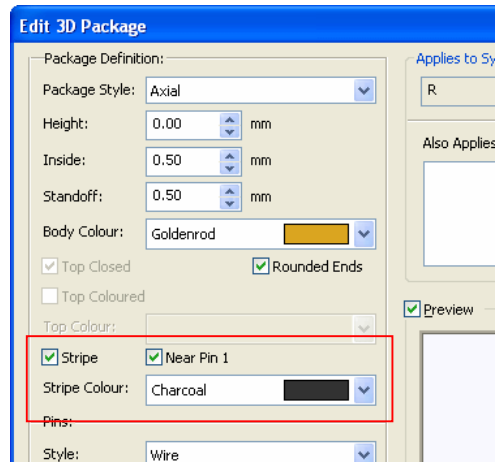 Edit 3D Package
Package Definition:
Package Style: Axial
Height: 0.00 mm
Inside: 0.50 mm
Standoff: 0.50 mm
Body Colour: Goldenrod
Top Closed Rounded Ends
Top Coloured
Top Colour:
Stripe Near Pin 1
Stripe Colour: Charcoal
Pins:
Style: Wire
Applies to Sy
R
Also Applies
Preview